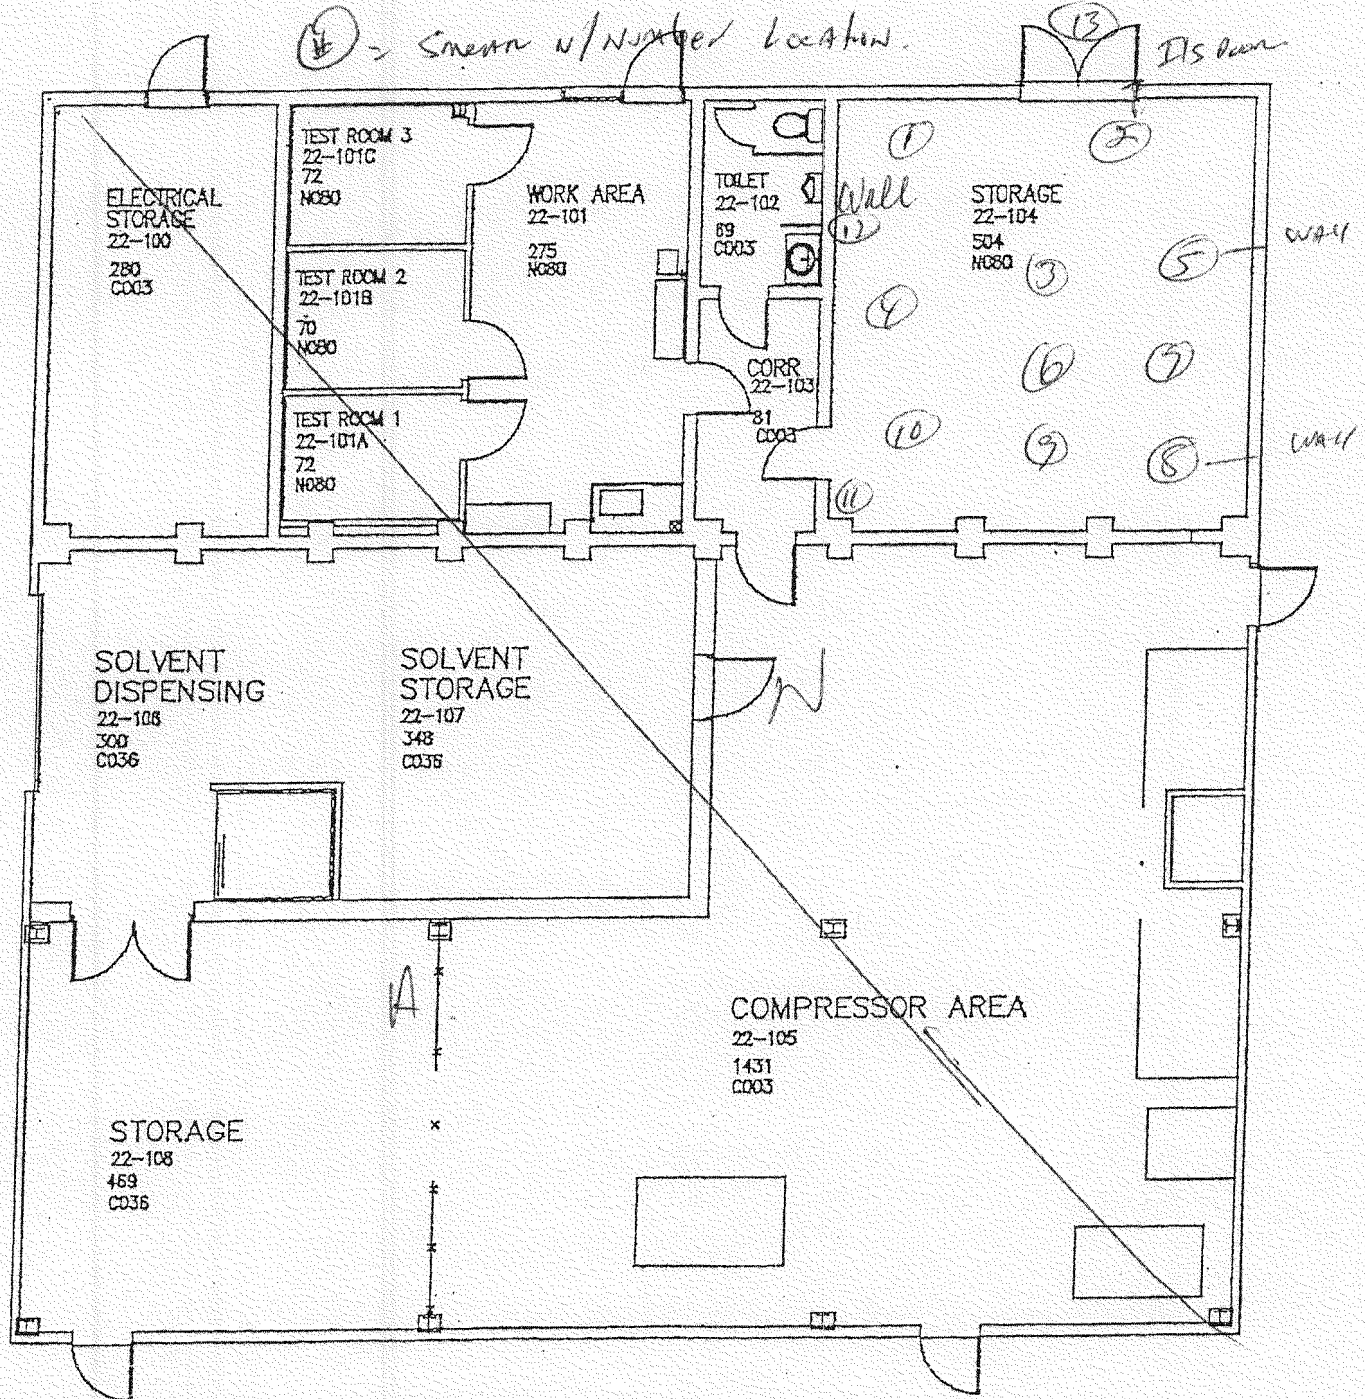 # = Smear w/ Number Location.
13
I/s Door
TEST ROOM 3
22-101C
72
N080
ELECTRICAL
STORAGE
22-100
280
C003
WORK AREA
22-101
275
N080
TOILET
22-102
69
C003
Wall
12
1
2
STORAGE
22-104
504
N080
3
4
5
WALL
6
7
8
WALL
9
10
11
TEST ROOM 2
22-101B
70
N080
TEST ROOM 1
22-101A
72
N080
CORR
22-103
81
C003
SOLVENT
DISPENSING
22-106
300
C036
SOLVENT
STORAGE
22-107
348
C036
N
A
COMPRESSOR AREA
22-105
1431
C003
STORAGE
22-108
469
C036